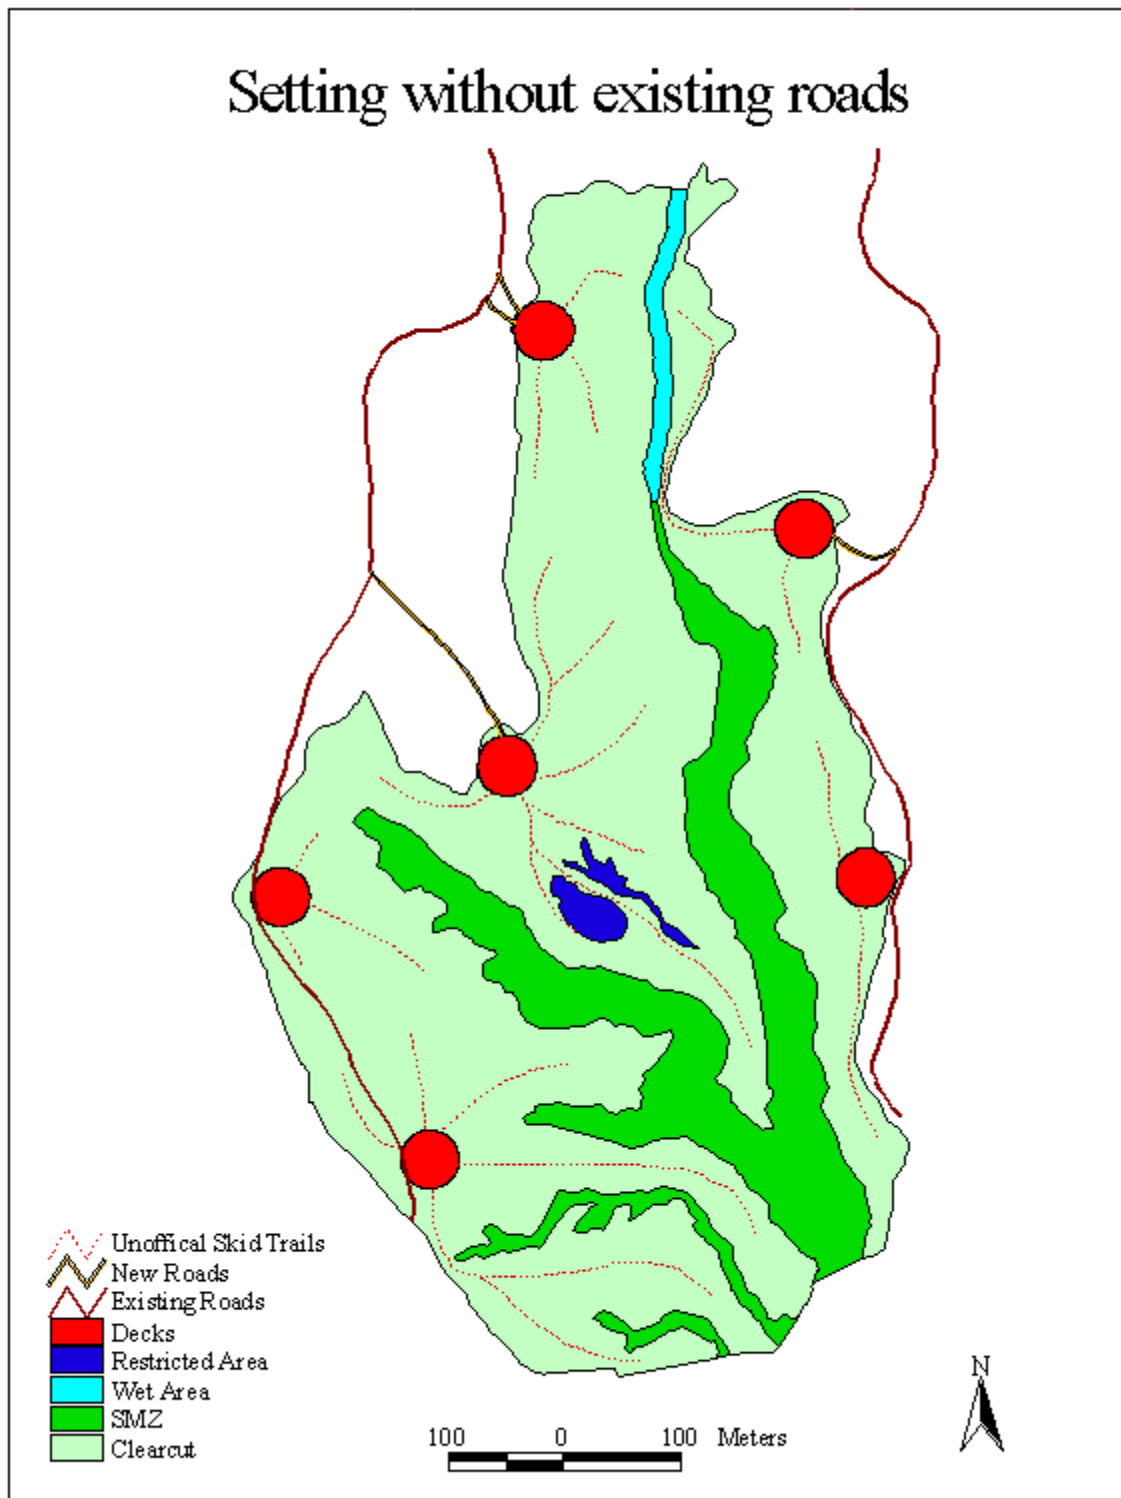 Setting without existing roads
Unoffical Skid Trails
New Roads
Existing Roads
Decks
Restricted Area
Wet Area
SMZ
Clearcut
100 0 100 Meters
N